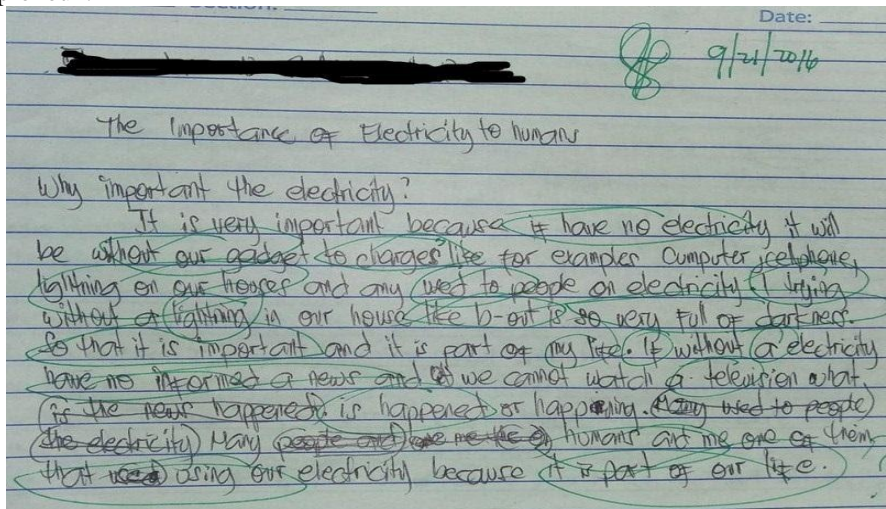 Date:
9/21/2016
The Importance of Electricity to humans
Why important the electricity?
It is very important because if have no electricity it will
be without our gadget to charges like for examples Cumputer, cellphone,
lightning on our houses and any used to people on electricity. I trying
without a lightning in our house like b-out is so very ful of darkness.
So that it is important and it is part of my life. If without a electricity
have no informed a news and we cannot watch a television what
is the news happened is happened or happening. (Many used to people)
(the electricity) Many people and humans and me one of them
that used using our electricity because it is part of our life.